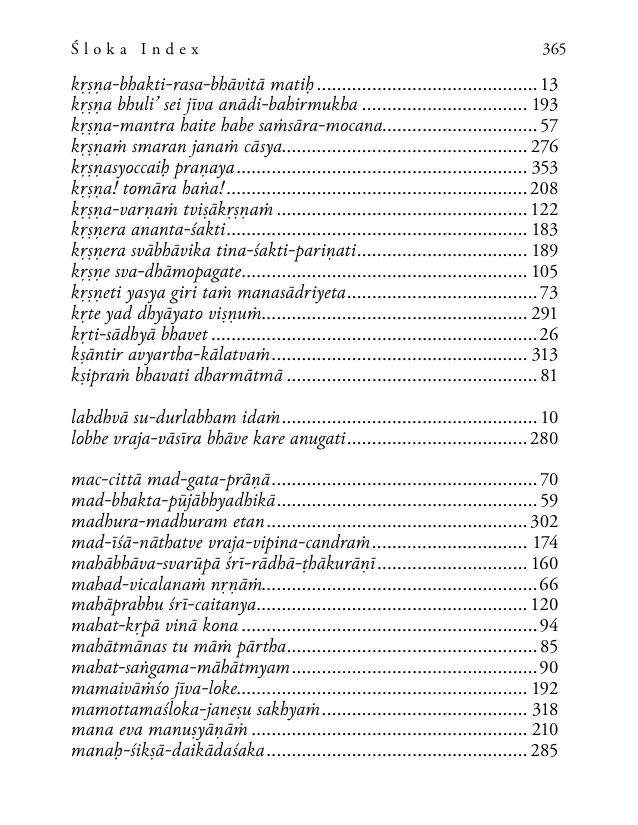 Śloka Index 365
kṛṣṇa-bhakti-rasa-bhāvitā matiḥ........................................... 13
kṛṣṇa bhuli’ sei jīva anādi-bahirmukha ................................ 193
kṛṣṇa-mantra haite habe saṁsāra-mocana.............................. 57
kṛṣṇaṁ smaran janaṁ cāsya................................................ 276
kṛṣṇasyoccaiḥ praṇaya......................................................... 353
kṛṣṇa! tomāra haṅa!........................................................... 208
kṛṣṇa-varṇaṁ tviṣākṛṣṇaṁ ................................................. 122
kṛṣṇera ananta-śakti........................................................... 183
kṛṣṇera svābhāvika tina-śakti-pariṇati................................. 189
kṛṣṇe sva-dhāmopagate........................................................ 105
kṛṣṇeti yasya giri taṁ manasādriyeta..................................... 73
kṛte yad dhyāyato viṣṇuṁ.................................................... 291
kṛti-sādhyā bhavet ............................................................... 26
kṣāntir avyartha-kālatvaṁ.................................................. 313
kṣipraṁ bhavati dharmātmā ................................................ 81
labdhvā su-durlabham idaṁ................................................. 10
lobhe vraja-vāsīra bhāve kare anugati................................... 280
mac-cittā mad-gata-prāṇā.................................................... 70
mad-bhakta-pūjābhyadhikā................................................... 59
madhura-madhuram etan................................................... 302
mad-īśā-nāthatve vraja-vipina-candraṁ.............................. 174
mahābhāva-svarūpā śrī-rādhā-ṭhākurāṇī............................. 160
mahad-vicalanaṁ nṛṇāṁ..................................................... 66
mahāprabhu śrī-caitanya..................................................... 120
mahat-kṛpā vinā kona ......................................................... 94
mahātmānas tu māṁ pārtha................................................. 85
mahat-saṅgama-māhātmyam................................................ 90
mamaivāṁśo jīva-loke......................................................... 192
mamottamaśloka-janeṣu sakhyaṁ........................................ 318
mana eva manuṣyāṇāṁ ...................................................... 210
manaḥ-śikṣā-daikādaśaka................................................... 285